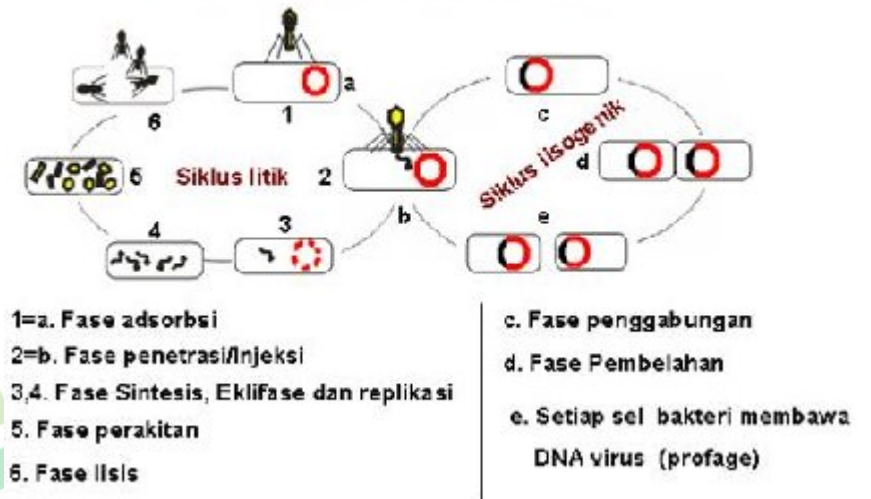 a
1
6
c
Siklus lisogenik
d
5
Siklus litik
2
b
e
4
3
1=a. Fase adsorbsi
2=b. Fase penetrasi/Injeksi
3,4. Fase Sintesis, Eklifase dan replikasi
5. Fase perakitan
6. Fase lisis
c. Fase penggabungan
d. Fase Pembelahan
e. Setiap sel bakteri membawa
DNA virus (profage)